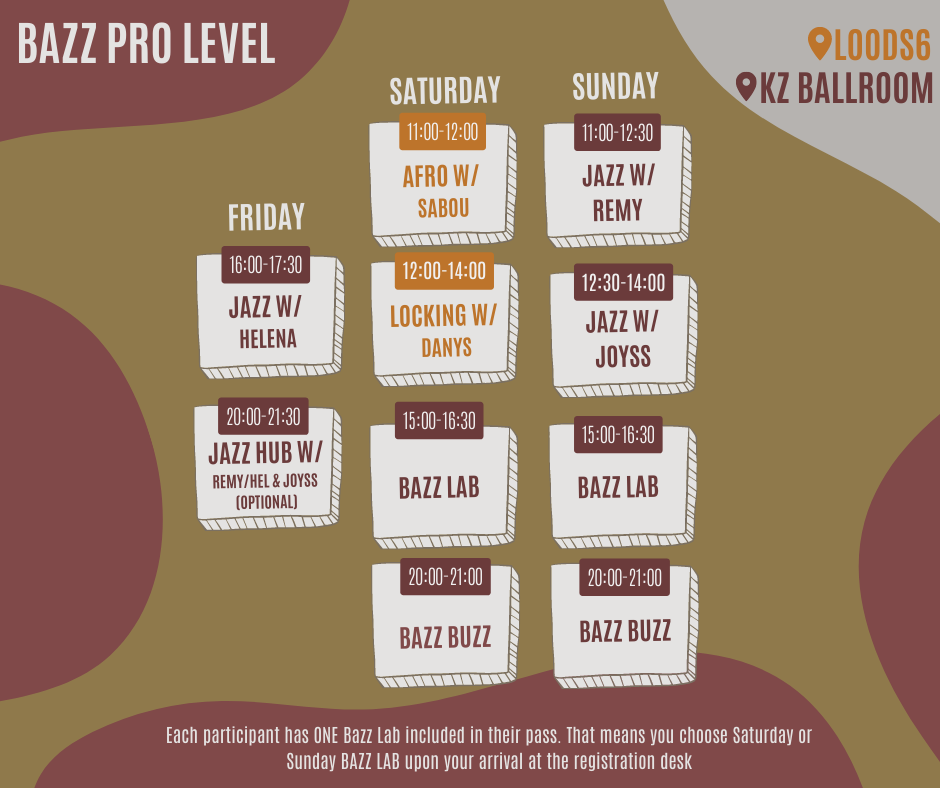 BAZZ PRO LEVEL
LOODS6
KZ BALLROOM
FRIDAY
16:00-17:30
JAZZ W/
HELENA
20:00-21:30
JAZZ HUB W/
REMY/HEL & JOYSS
(OPTIONAL)
SATURDAY
11:00-12:00
AFRO W/
SABOU
12:00-14:00
LOCKING W/
DANYS
15:00-16:30
BAZZ LAB
20:00-21:00
BAZZ BUZZ
SUNDAY
11:00-12:30
JAZZ W/
REMY
12:30-14:00
JAZZ W/
JOYSS
15:00-16:30
BAZZ LAB
20:00-21:00
BAZZ BUZZ
Each participant has ONE Bazz Lab included in their pass. That means you choose Saturday or
Sunday BAZZ LAB upon your arrival at the registration desk